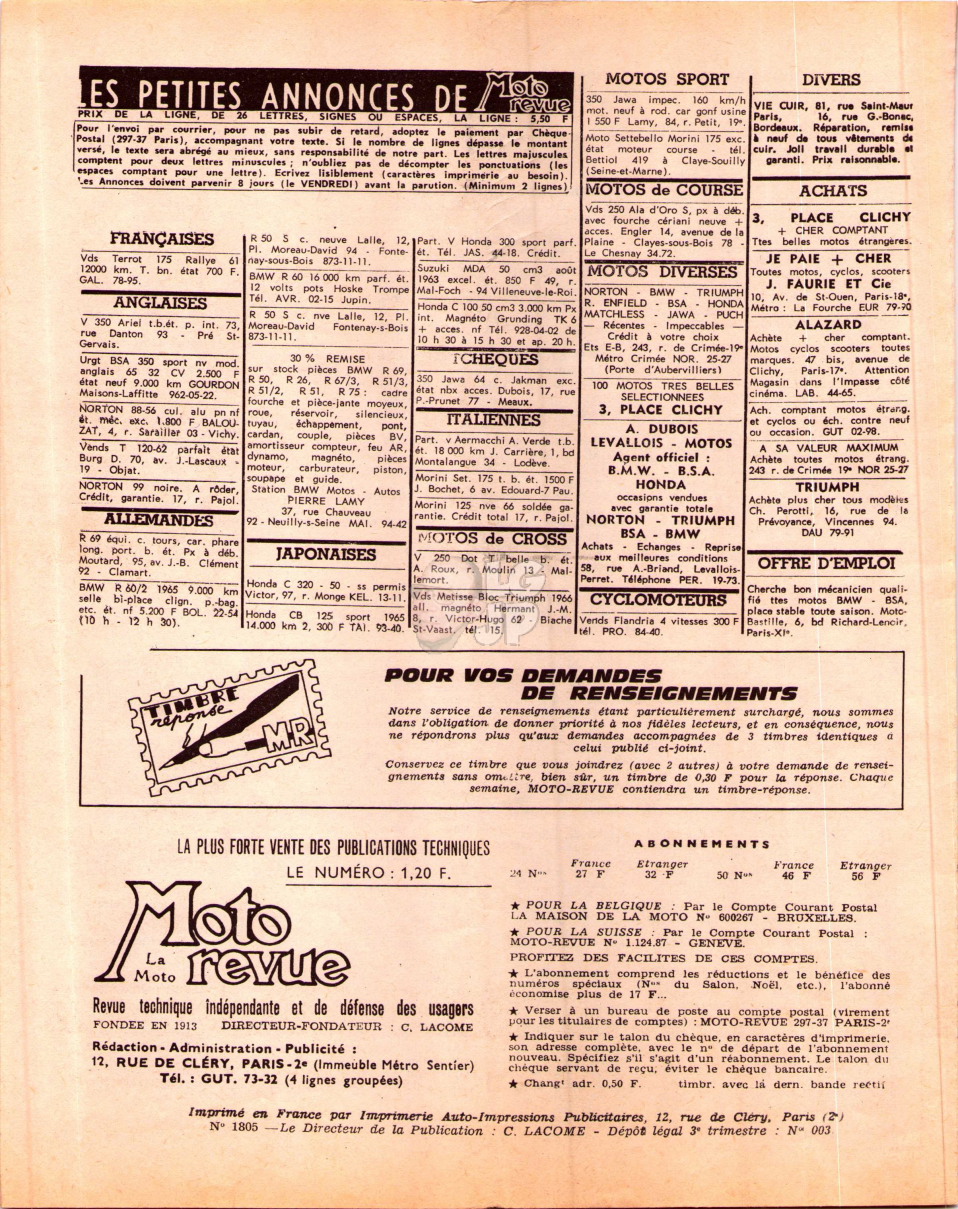 LES PETITES ANNONCES DE Moto revue
PRIX DE LA LIGNE, DE 26 LETTRES, SIGNES OU ESPACES, LA LIGNE : 5,50 F
Pour l'envoi par courrier, pour ne pas subir de retard, adoptez le paiement par Chèque-
Postal (297-37 Paris), accompagnant votre texte. Si le nombre de lignes dépasse le montant
versé, le texte sera abrégé au mieux, sans responsabilité de notre part. Les lettres majuscules
comptent pour deux lettres minuscules ; n'oubliez pas de décompter les ponctuations (les
espaces comptant pour une lettre). Ecrivez lisiblement (caractères imprimerie au besoin).
Les Annonces doivent parvenir 8 jours (le VENDREDI) avant la parution. (Minimum 2 lignes)
FRANÇAISES
Vds Terrot 175 Rallye 61
12000 km. T. bn. état 700 F.
GAL. 78-95.
ANGLAISES
V 350 Ariel t.b.ét. p. int. 73,
rue Danton 93 - Pré St-
Gervais.
Urgt BSA 350 sport nv mod.
anglais 65 32 CV 2.500 F
état neuf 9.000 km GOURDON
Maisons-Laffitte 962-05-22.
NORTON 88-56 cul. alu pn nf
ét. méc. exc. 1.800 F BALOU-
ZAT, 4, r. Sarailler 03 - Vichy.
Vends T 120-62 parfait état
Burg D. 70, av. J.-Lascaux -
19 - Objat.
NORTON 99 noire. A rôder,
Crédit, garantie. 17, r. Pajol.
ALLEMANDES
R 69 équi. c. tours, car. phare
long. port. b. ét. Px à déb.
Moutard, 95, av. J.-B. Clément
92 - Clamart.
BMW R 60/2 1965 9.000 km
selle bi-place clign. p.-bag.
etc. ét. nf 5.200 F BOL. 22-54
(10 h - 12 h 30).
R 50 S c. neuve Lalle, 12,
Pl. Moreau-David 94 - Fonte-
nay-sous-Bois 873-11-11.
BMW R 60 16 000 km parf. ét.
12 volts pots Hoske Trompe
Tél. AVR. 02-15 Jupin.
R 50 S c. nve Lalle, 12, Pl.
Moreau-David Fontenay-s-Bois
873-11-11.
30 % REMISE
sur stock pièces BMW R 69,
R 50, R 26, R 67/3, R 51/3,
R 51/2, R 51, R 75 : cadre
fourche et pièce-jante moyeux,
roue, réservoir, silencieux,
tuyau, échappement, pont,
cardan, couple, pièces BV,
amortisseur compteur, feu AR,
dynamo, magnéto, pièces
moteur, carburateur, piston,
soupape et guide.
Station BMW Motos - Autos
PIERRE LAMY
37, rue Chauveau
92 - Neuilly-s-Seine MAI. 94-42
JAPONAISES
Honda C 320 - 50 - ss permis
Victor, 97, r. Monge KEL. 13-11.
Honda CB 125 sport 1965
14.000 km 2, 300 F TAI. 93-40.
Part. V Honda 300 sport parf.
ét. Tél. JAS. 44-18. Crédit.
Suzuki MDA 50 cm3 août
1963 excel. ét. 850 F 49, r.
Mal-Foch - 94 Villeneuve-le-Roi.
Honda C 100 50 cm3 3.000 km Px
int. Magnéto Grunding TK 6
+ acces. nf Tél. 928-04-02 de
10 h 30 à 15 h 30 et ap. 20 h.
TCHEQUES
350 Jawa 64 c. Jakman exc.
état nbx acces. Dubois, 17, rue
P.-Prunet 77 - Meaux.
ITALIENNES
Part. v Aermacchi A. Verde t.b.
ét. 18 000 km J. Carrière, 1, bd
Montalangue 34 - Lodève.
Morini Set. 175 t. b. ét. 1500 F
J. Bochet, 6 av. Edouard-7 Pau.
Morini 125 nve 66 soldée ga-
rantie. Crédit total 17, r. Pajol.
MOTOS de CROSS
V 250 Dot T belle b. ét.
A. Roux, r. Moulin 13 - Mal-
lemort.
Vds Metisse Bloc Triumph 1966
all. magnéto Hermant J.-M.
8, r. Victor-Hugo 62 - Biache
St-Vaast. tél. 15.
MOTOS SPORT
350 Jawa impec. 160 km/h
mot. neuf à rod. car gonf usine
1 550 F Lamy, 84, r. Petit, 19e.
Moto Settebello Morini 175 exc.
état moteur course - tél.
Bettiol 419 à Claye-Souilly
(Seine-et-Marne).
MOTOS de COURSE
Vds 250 Ala d'Oro S, px à déb.
avec fourche cériani neuve +
acces. Engler 14, avenue de la
Plaine - Clayes-sous-Bois 78 -
Le Chesnay 34.72.
MOTOS DIVERSES
NORTON - BMW - TRIUMPH
R. ENFIELD - BSA - HONDA
MATCHLESS - JAWA - PUCH
— Récentes - Impeccables —
Crédit à votre choix
Ets E-B, 243, r. de Crimée-19e
Métro Crimée NOR. 25-27
(Porte d'Aubervilliers)
100 MOTOS TRES BELLES
SELECTIONNEES
3, PLACE CLICHY
A. DUBOIS
LEVALLOIS - MOTOS
Agent officiel :
B.M.W. - B.S.A.
HONDA
occasions vendues
avec garantie totale
NORTON - TRIUMPH
BSA - BMW
Achats - Echanges - Reprise
aux meilleures conditions
58, rue A.-Briand, Levallois-
Perret. Téléphone PER. 19-73.
CYCLOMOTEURS
Vends Flandria 4 vitesses 300 F
tél. PRO. 84-40.
DIVERS
VIE CUIR, 81, rue Saint-Maur
Paris, 16, rue G.-Bonac,
Bordeaux. Réparation, remise
à neuf de tous vêtements de
cuir. Joli travail durable et
garanti. Prix raisonnable.
ACHATS
3, PLACE CLICHY
+ CHER COMPTANT
Ttes belles motos étrangères.
JE PAIE + CHER
Toutes motos, cyclos, scooters
J. FAURIE ET Cie
10, Av. de St-Ouen, Paris-18e,
Métro : La Fourche EUR 79-70
ALAZARD
Achète + cher comptant.
Motos cyclos scooters toutes
marques. 47 bis, avenue de
Clichy, Paris-17e. Attention
Magasin dans l'Impasse côté
cinéma. LAB. 44-65.
Ach. comptant motos étrang.
et cyclos ou éch. contre neuf
ou occasion. GUT 02-98.
A SA VALEUR MAXIMUM
Achète toutes motos étrang.
243 r. de Crimée 19e NOR 25-27
TRIUMPH
Achète plus cher tous modèles
Ch. Perotti, 16, rue de la
Prévoyance, Vincennes 94.
DAU 79-91
OFFRE D'EMPLOI
Cherche bon mécanicien quali-
fié ttes motos BMW - BSA,
place stable toute saison. Moto-
Bastille, 6, bd Richard-Lenoir,
Paris-XIe.
TIMBRE
réponse
MR
POUR VOS DEMANDES
DE RENSEIGNEMENTS
Notre service de renseignements étant particulièrement surchargé, nous sommes
dans l'obligation de donner priorité à nos fidèles lecteurs, et en conséquence, nous
ne répondrons plus qu'aux demandes accompagnées de 3 timbres identiques à
celui publié ci-joint.
Conservez ce timbre que vous joindrez (avec 2 autres) à votre demande de rensei-
gnements sans omettre, bien sûr, un timbre de 0,30 F pour la réponse. Chaque
semaine, MOTO-REVUE contiendra un timbre-réponse.
LA PLUS FORTE VENTE DES PUBLICATIONS TECHNIQUES
LE NUMÉRO : 1,20 F.
La Moto
Moto revue
Revue technique indépendante et de défense des usagers
FONDEE EN 1913 DIRECTEUR-FONDATEUR : C. LACOME
Rédaction - Administration - Publicité :
12, RUE DE CLÉRY, PARIS-2e (Immeuble Métro Sentier)
Tél. : GUT. 73-32 (4 lignes groupées)
ABONNEMENTS
France Etranger France Etranger
24 Nos 27 F 32 F 50 Nos 46 F 56 F
★ POUR LA BELGIQUE : Par le Compte Courant Postal
LA MAISON DE LA MOTO No 600267 - BRUXELLES.
★ POUR LA SUISSE : Par le Compte Courant Postal :
MOTO-REVUE No 1.124.87 - GENEVE.
PROFITEZ DES FACILITES DE CES COMPTES.
★ L'abonnement comprend les réductions et le bénéfice des
numéros spéciaux (Nos du Salon, Noël, etc.), l'abonné
économise plus de 17 F...
★ Verser à un bureau de poste au compte postal (virement
pour les titulaires de comptes) : MOTO-REVUE 297-37 PARIS-2e
★ Indiquer sur le talon du chèque, en caractères d'imprimerie,
son adresse complète, avec le no de départ de l'abonnement
nouveau. Spécifiez s'il s'agit d'un réabonnement. Le talon du
chèque servant de reçu, éviter le chèque bancaire.
★ Changt adr. 0,50 F. timbr. avec la dern. bande rectif
Imprimé en France par Imprimerie Auto-Impressions Publicitaires, 12, rue de Cléry, Paris (2e)
No 1805 — Le Directeur de la Publication : C. LACOME - Dépôt légal 3e trimestre : No 003